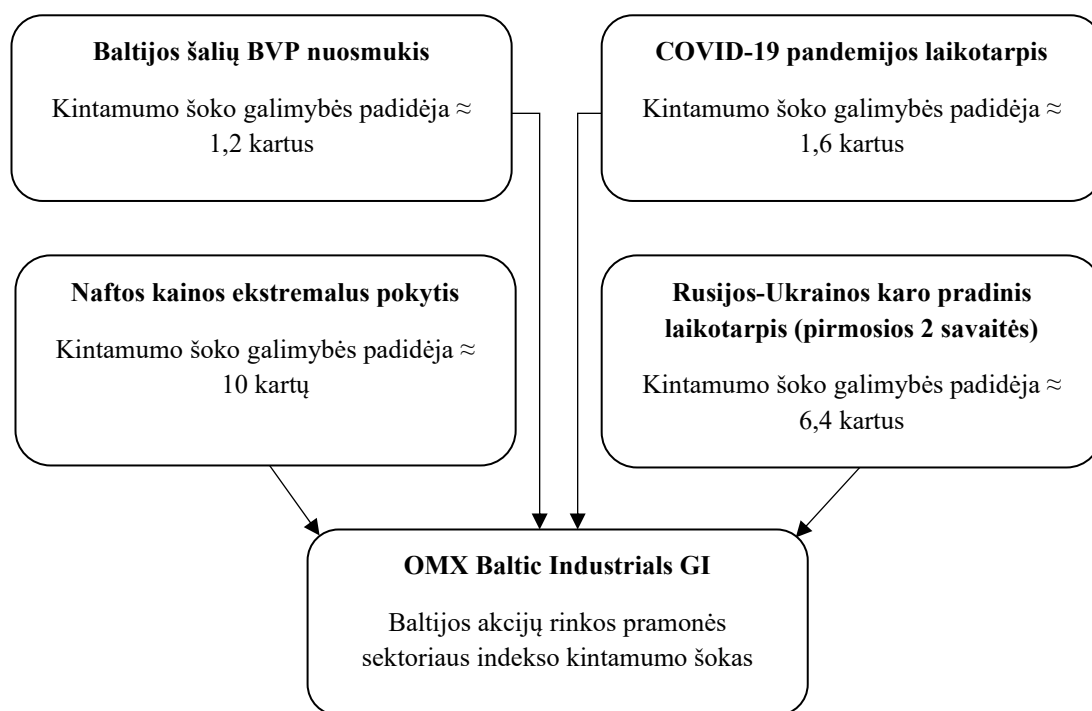 Baltijos šalių BVP nuosmukis
Kintamumo šoko galimybės padidėja ≈
1,2 kartus
COVID-19 pandemijos laikotarpis
Kintamumo šoko galimybės padidėja ≈
1,6 kartus
Naftos kainos ekstremalus pokytis
Kintamumo šoko galimybės padidėja ≈
10 kartų
Rusijos-Ukrainos karo pradinis
laikotarpis (pirmosios 2 savaitės)
Kintamumo šoko galimybės padidėja ≈
6,4 kartus
OMX Baltic Industrials GI
Baltijos akcijų rinkos pramonės
sektoriaus indekso kintamumo šokas